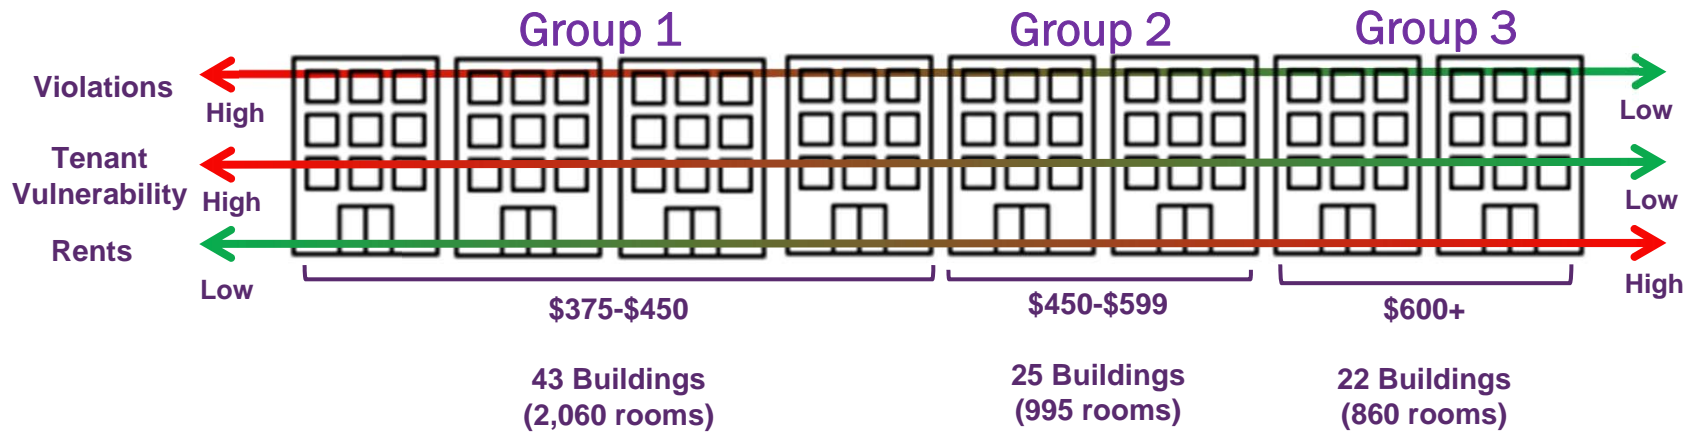 Group 1
Group 2
Group 3
Violations
High
Low
Tenant
Vulnerability
High
Low
Rents
Low
High
$375-$450
$450-$599
$600+
43 Buildings
(2,060 rooms)
25 Buildings
(995 rooms)
22 Buildings
(860 rooms)